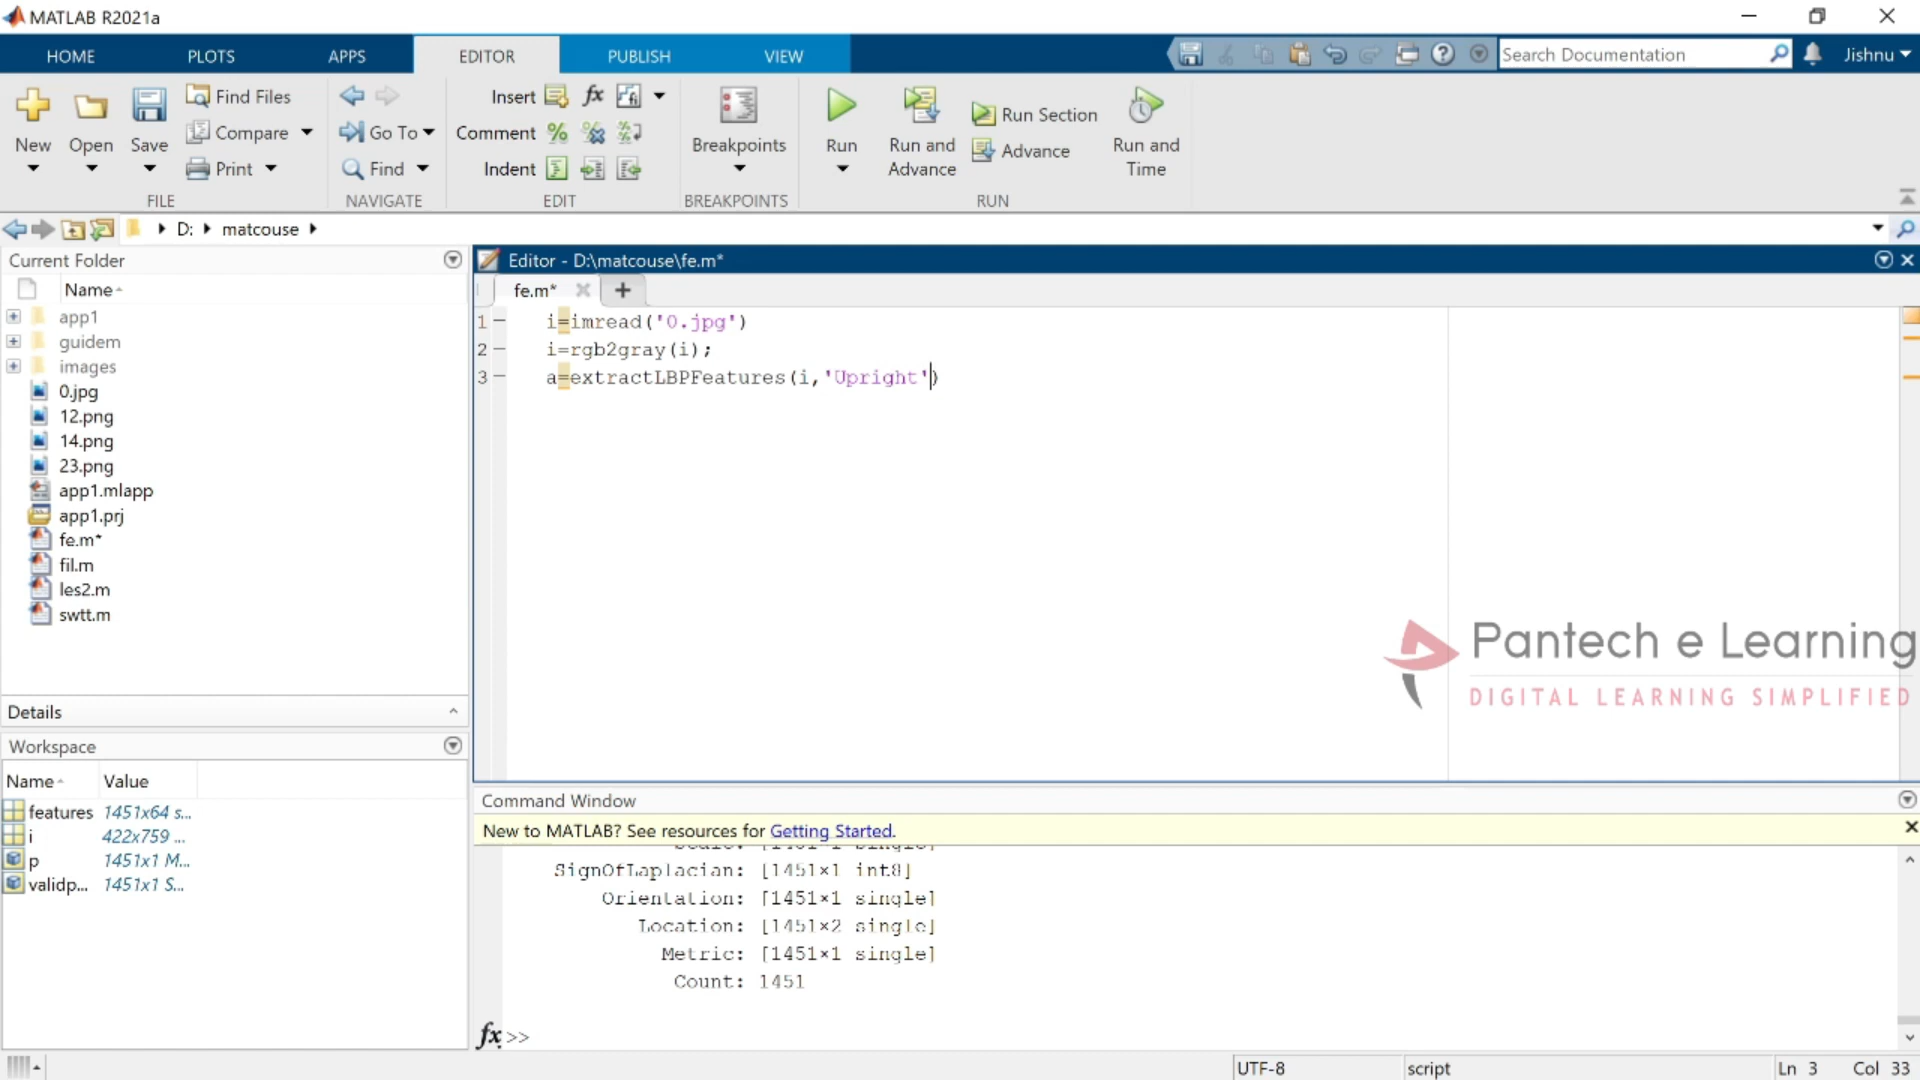 MATLAB R2021a
HOME PLOTS APPS EDITOR PUBLISH VIEW Search Documentation Jishnu
New Open Save Find Files Compare Print
FILE
Go To Find
NAVIGATE
Insert fx
Comment
Indent
EDIT
Breakpoints
BREAKPOINTS
Run Run and Advance Run Section Advance Run and Time
RUN
D: matcouse
Current Folder
Name
app1
guidem
images
0.jpg
12.png
14.png
23.png
app1.mlapp
app1.prj
fe.m*
fil.m
les2.m
swtt.m
Details
Workspace
Name Value
features 1451x64 s...
i 422x759 ...
p 1451x1 M...
validp... 1451x1 S...
Editor - D:\matcouse\fe.m*
fe.m*
1 i=imread('0.jpg')
2 i=rgb2gray(i);
3 a=extractLBPFeatures(i,'Upright')
Pantech e Learning
DIGITAL LEARNING SIMPLIFIED
Command Window
New to MATLAB? See resources for Getting Started.
SignOfLaplacian: [1451×1 int8]
Orientation: [1451×1 single]
Location: [1451×2 single]
Metric: [1451×1 single]
Count: 1451
fx >>
UTF-8 script Ln 3 Col 33